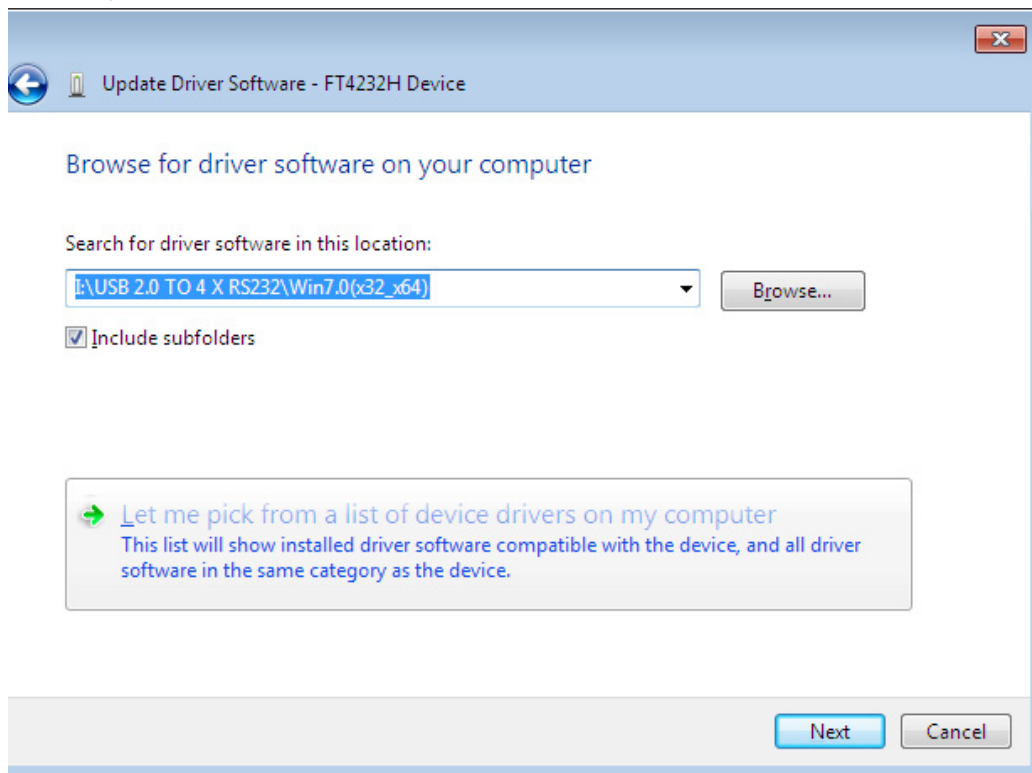 Update Driver Software - FT4232H Device
Browse for driver software on your computer
Search for driver software in this location:
I:\USB 2.0 TO 4 X RS232\Win7.0(x32_x64)
Browse...
Include subfolders
Let me pick from a list of device drivers on my computer
This list will show installed driver software compatible with the device, and all driver
software in the same category as the device.
Next
Cancel